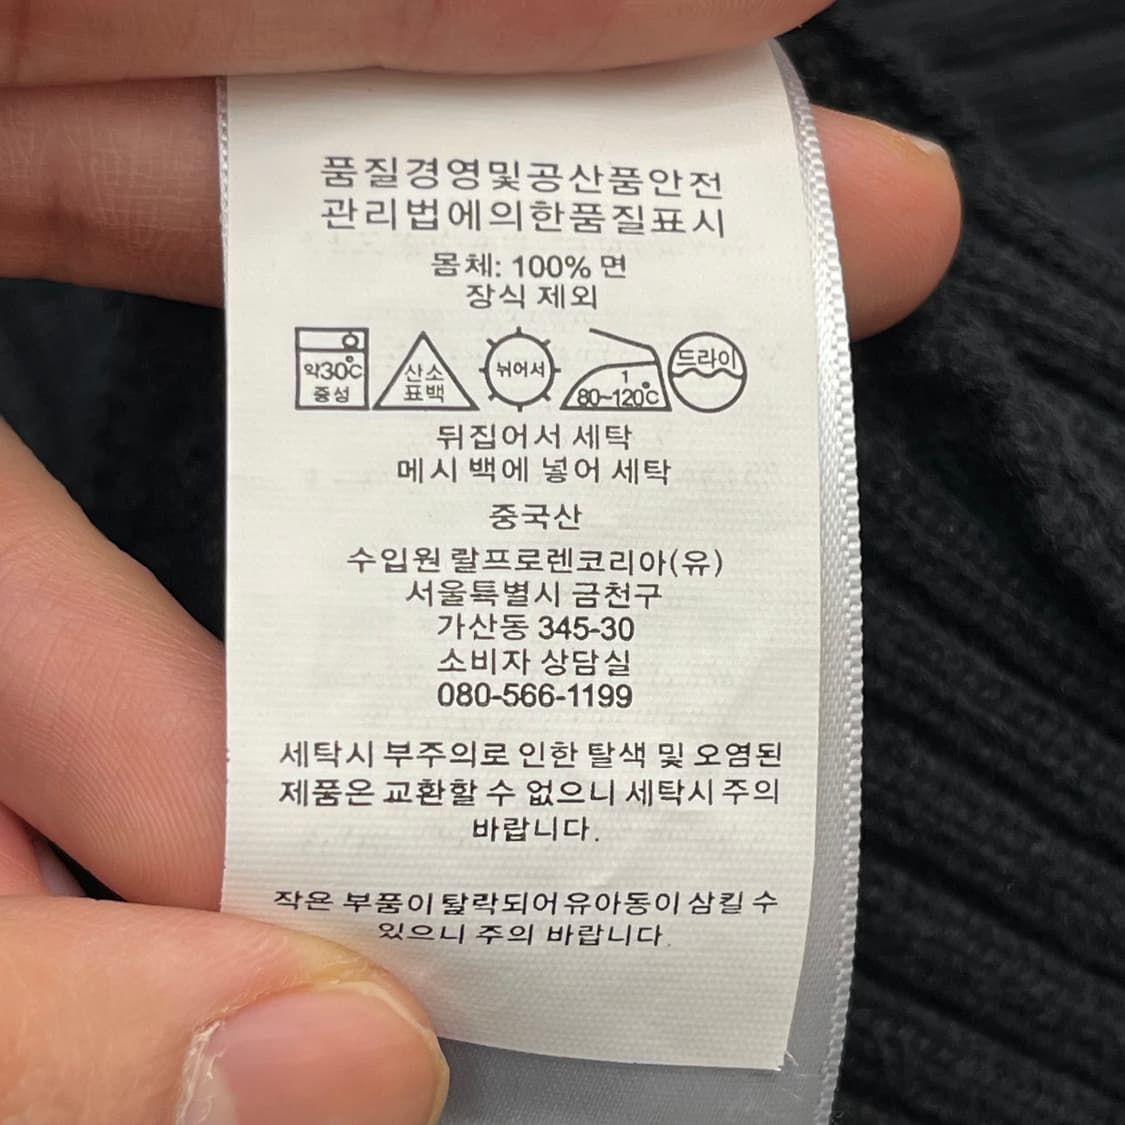 품질경영및공산품안전
관리법에의한품질표시
몸체: 100% 면
장식 제외
약30℃
중성
산소
표백
뉘어서
1
80~120℃
드라이
뒤집어서 세탁
메시 백에 넣어 세탁
중국산
수입원 랄프로렌코리아(유)
서울특별시 금천구
가산동 345-30
소비자 상담실
080-566-1199
세탁시 부주의로 인한 탈색 및 오염된
제품은 교환할 수 없으니 세탁시 주의
바랍니다.
작은 부품이 탈락되어 유아동이 삼킬 수
있으니 주의 바랍니다.